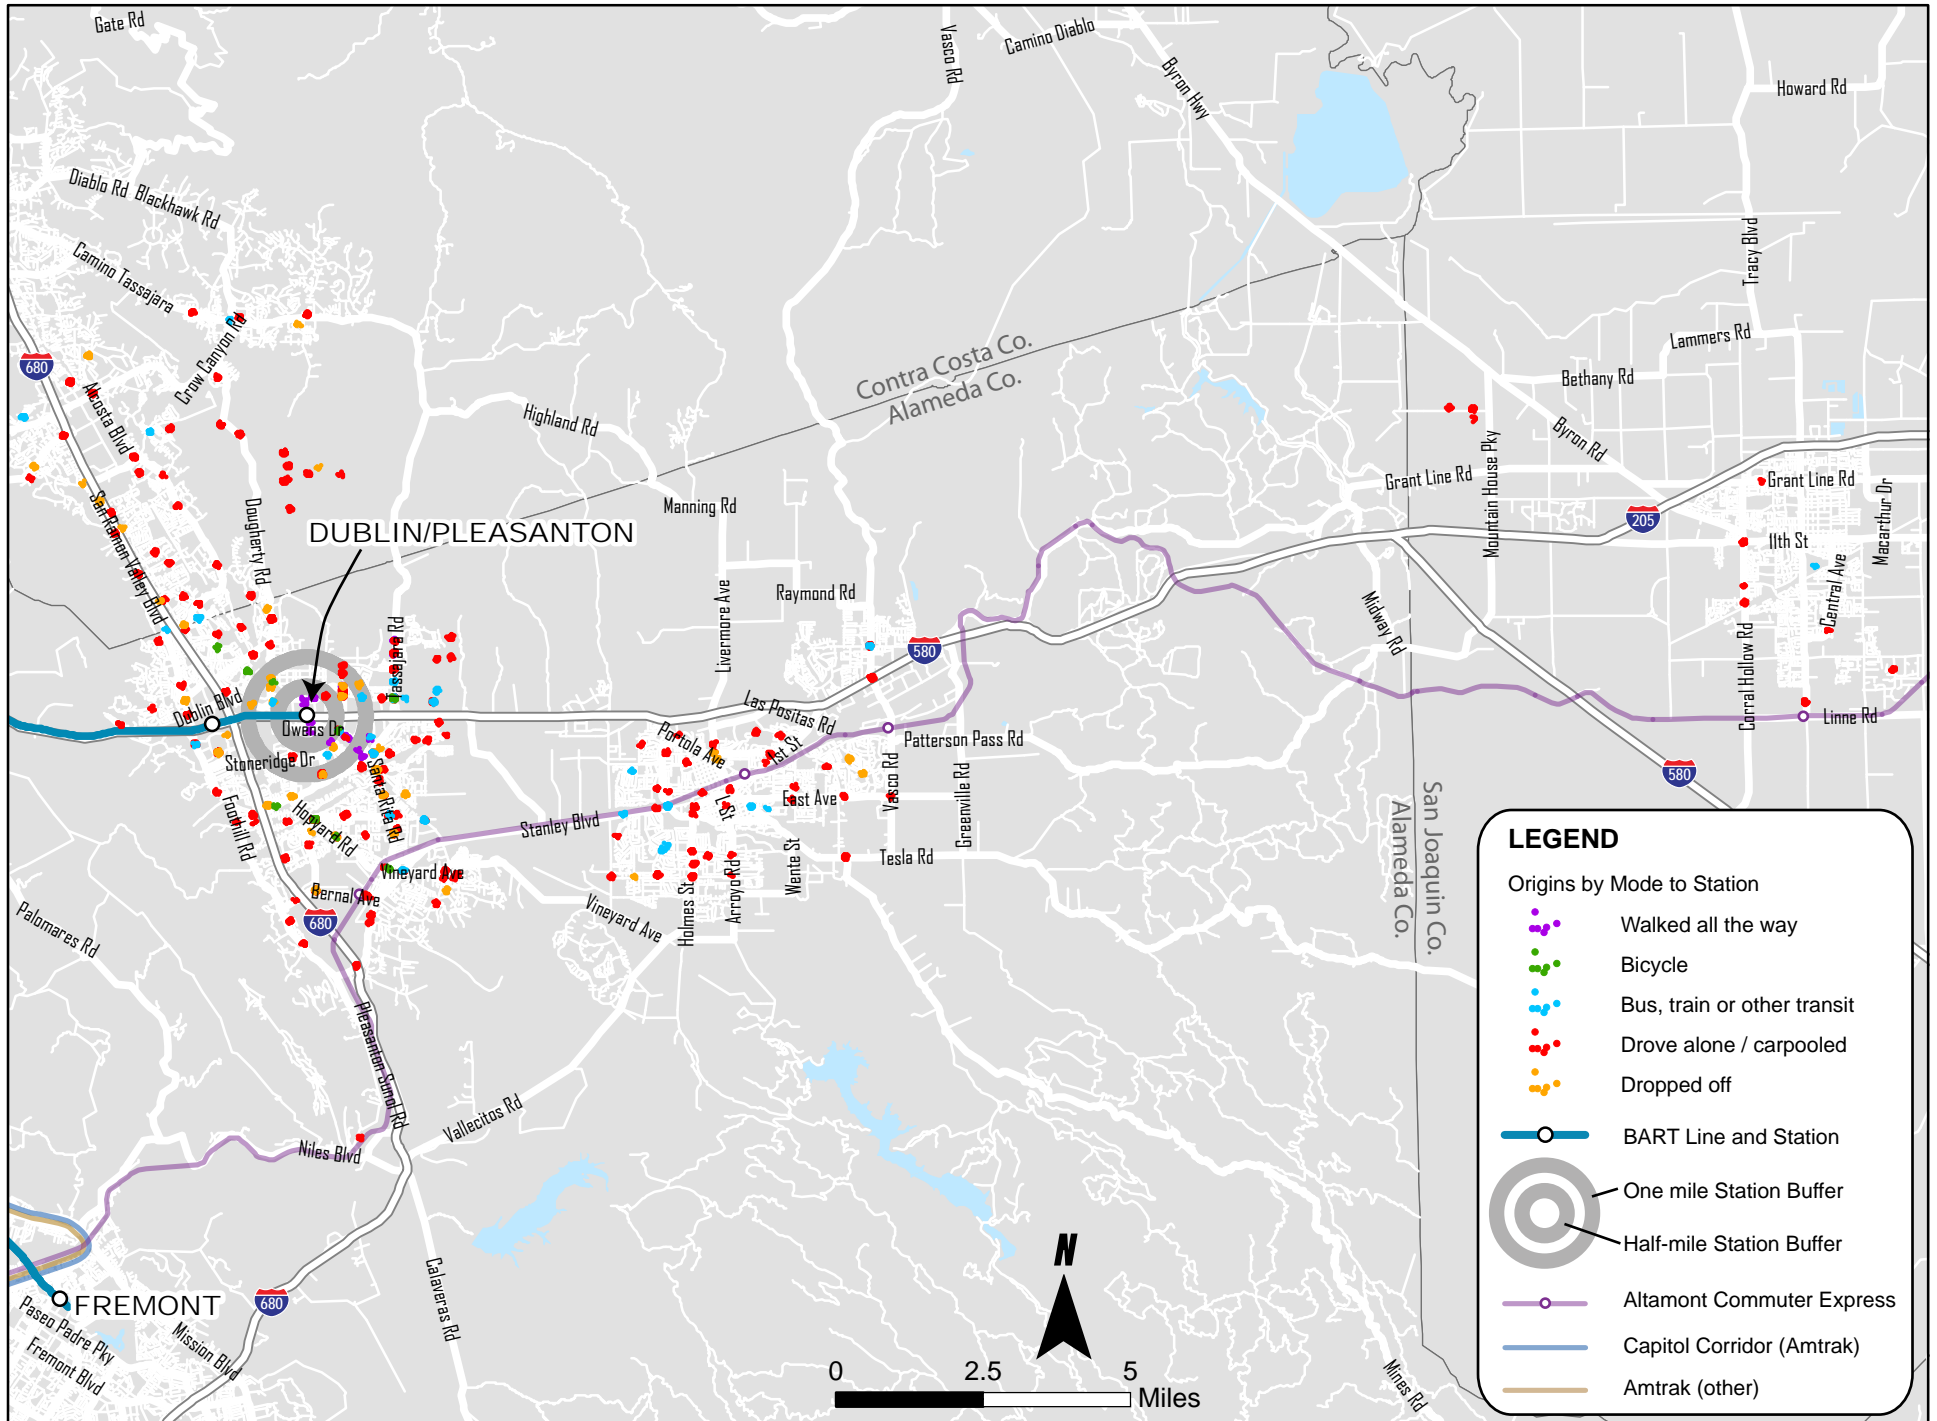 Gate Rd
Vasco Rd
Camino Diablo
Byron Hwy
Howard Rd
Diablo Rd
Blackhawk Rd
Camino Tassajara
Crow Canyon Rd
Tracy Blvd
Contra Costa Co.
Alameda Co.
Lammers Rd
Bethany Rd
680
Alcosta Blvd
Highland Rd
Byron Rd
Mountain House Pky
Grant Line Rd
Grant Line Rd
Macarthur Dr
Manning Rd
San Ramon Valley Blvd
Dougherty Rd
DUBLIN/PLEASANTON
205
11th St
Central Ave
Raymond Rd
Livermore Ave
Midway Rd
Tassajara Rd
580
Corral Hollow Rd
Dublin Blvd
Owens Dr
Las Positas Rd
Linne Rd
Portola Ave
1st St
Patterson Pass Rd
Stoneridge Dr
Santa Rita Rd
580
Foothill Rd
Hopyard Rd
Stanley Blvd
L St
East Ave
Vasco Rd
Greenville Rd
San Joaquin Co.
Alameda Co.
Wente St
Tesla Rd
Vineyard Ave
Bernal Ave
680
Palomares Rd
Vineyard Ave
Holmes St
Arroyo Rd
Pleasanton Sunol Rd
Niles Blvd
Vallecitos Rd
Calaveras Rd
680
FREMONT
Paseo Padre Pky
Fremont Blvd
Mission Blvd
Mines Rd
N
0 2.5 5
Miles
LEGEND
Origins by Mode to Station
Walked all the way
Bicycle
Bus, train or other transit
Drove alone / carpooled
Dropped off
BART Line and Station
One mile Station Buffer
Half-mile Station Buffer
Altamont Commuter Express
Capitol Corridor (Amtrak)
Amtrak (other)